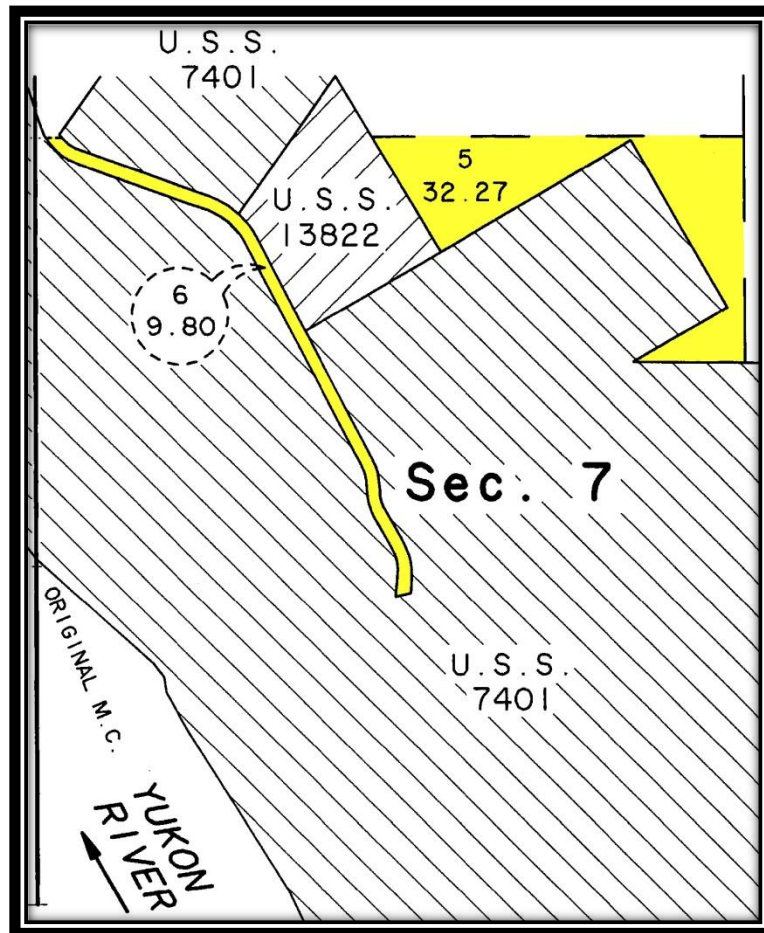 U.S.S.
7401
5
32.27
U.S.S.
13822
6
9.80
Sec. 7
U.S.S.
7401
ORIGINAL M.C.
YUKON
RIVER